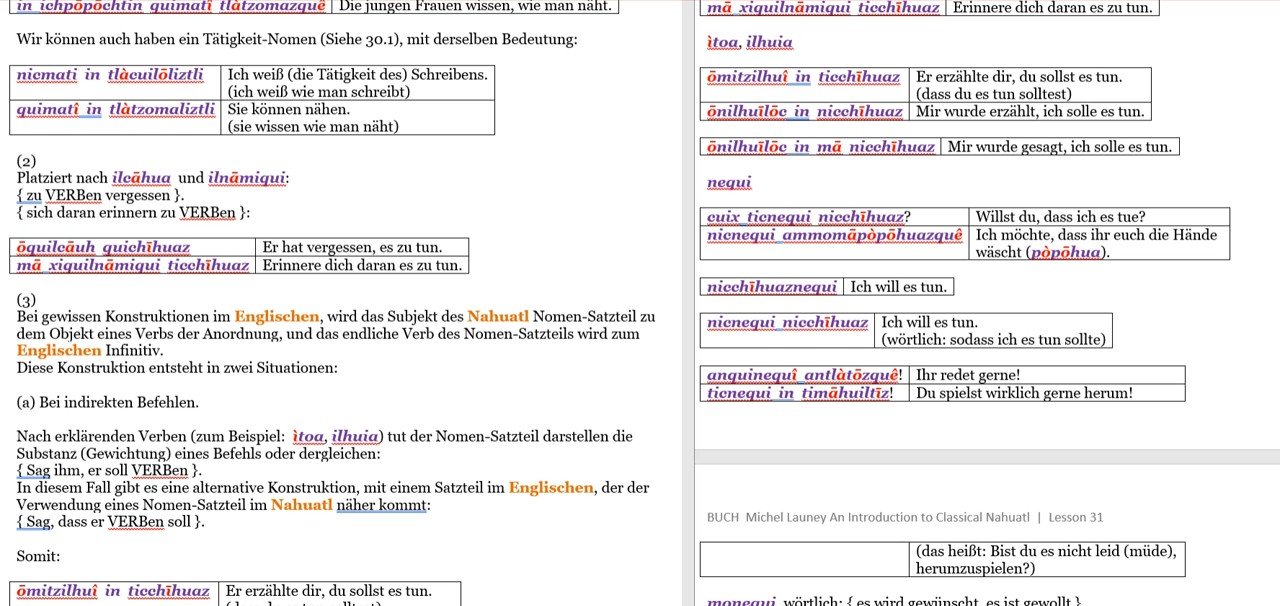 in ichpōpōchtin quimatî tlàtzomazquê Die jungen Frauen wissen, wie man näht.
Wir können auch haben ein Tätigkeit-Nomen (Siehe 30.1), mit derselben Bedeutung:
nicmati in tlàcuilōliztli Ich weiß (die Tätigkeit des) Schreibens.
(ich weiß wie man schreibt)
quimatî in tlàtzomaliztli Sie können nähen.
(sie wissen wie man näht)
(2)
Platziert nach ilcāhua und ilnāmiqui:
{ zu VERBen vergessen }.
{ sich daran erinnern zu VERBen }:
ōquilcāuh quichīhuaz Er hat vergessen, es zu tun.
mā xiquilnāmiqui ticchīhuaz Erinnere dich daran es zu tun.
(3)
Bei gewissen Konstruktionen im Englischen, wird das Subjekt des Nahuatl Nomen-Satzteil zu
dem Objekt eines Verbs der Anordnung, und das endliche Verb des Nomen-Satzteils wird zum
Englischen Infinitiv.
Diese Konstruktion entsteht in zwei Situationen:
(a) Bei indirekten Befehlen.
Nach erklärenden Verben (zum Beispiel: ìtoa, ilhuia) tut der Nomen-Satzteil darstellen die
Substanz (Gewichtung) eines Befehls oder dergleichen:
{ Sag ihm, er soll VERBen }.
In diesem Fall gibt es eine alternative Konstruktion, mit einem Satzteil im Englischen, der der
Verwendung eines Nomen-Satzteil im Nahuatl näher kommt:
{ Sag, dass er VERBen soll }.
Somit:
ōmitzilhuî in ticchīhuaz Er erzählte dir, du sollst es tun.
mā xiquilnāmiqui ticchīhuaz Erinnere dich daran es zu tun.
ìtoa, ilhuia
ōmitzilhuî in ticchīhuaz Er erzählte dir, du sollst es tun.
(dass du es tun solltest)
ōnilhuīlōc in nicchīhuaz Mir wurde erzählt, ich solle es tun.
ōnilhuīlōc in mā nicchīhuaz Mir wurde gesagt, ich solle es tun.
nequi
cuix ticnequi nicchīhuaz? Willst du, dass ich es tue?
nicnequi ammomāpòpōhuazquê Ich möchte, dass ihr euch die Hände
wäscht (pòpōhua).
nicchīhuaznequi Ich will es tun.
nicnequi nicchīhuaz Ich will es tun.
(wörtlich: sodass ich es tun sollte)
anquinequî antlàtōzquê! Ihr redet gerne!
ticnequi in timāhuiltīz! Du spielst wirklich gerne herum!
BUCH Michel Launey An Introduction to Classical Nahuatl | Lesson 31
(das heißt: Bist du es nicht leid (müde),
herumzuspielen?)
monequi, wörtlich: { es wird gewünscht, es ist gewollt }